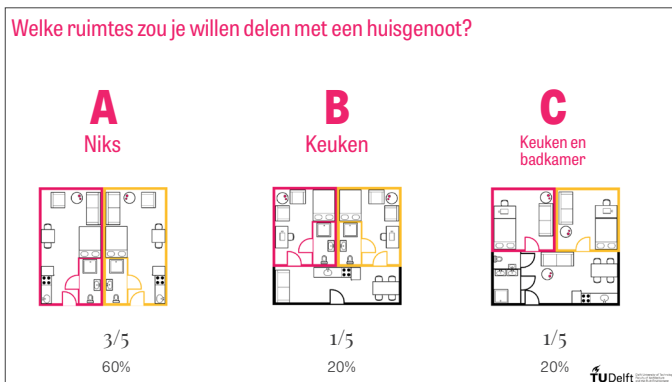 Welke ruimtes zou je willen delen met een huisgenoot?
A
Niks
B
Keuken
C
Keuken en
badkamer
3/5
60%
1/5
20%
1/5
20%
TUDelft